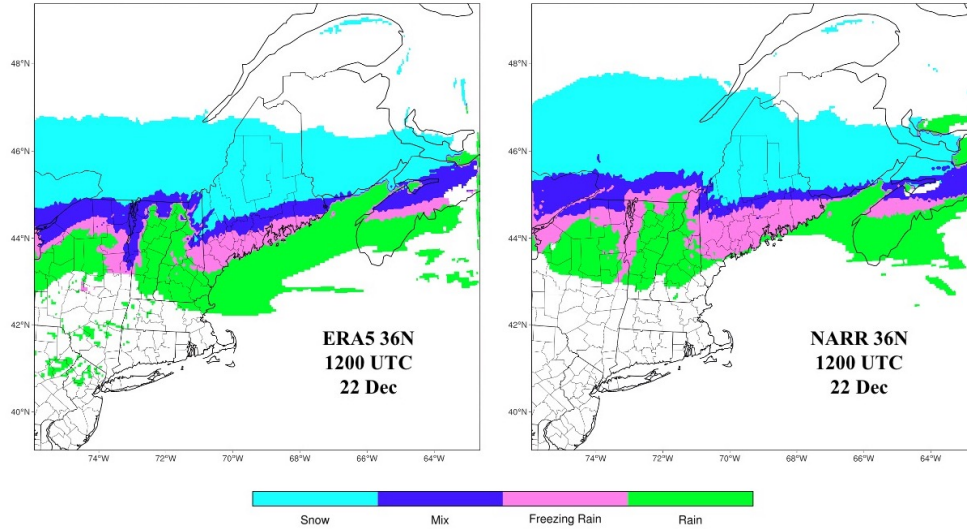 48°N
46°N
44°N
42°N
40°N
74°W
72°W
70°W
68°W
66°W
64°W
ERA5 36N
1200 UTC
22 Dec
48°N
46°N
44°N
42°N
40°N
74°W
72°W
70°W
68°W
66°W
64°W
NARR 36N
1200 UTC
22 Dec
Snow
Mix
Freezing Rain
Rain